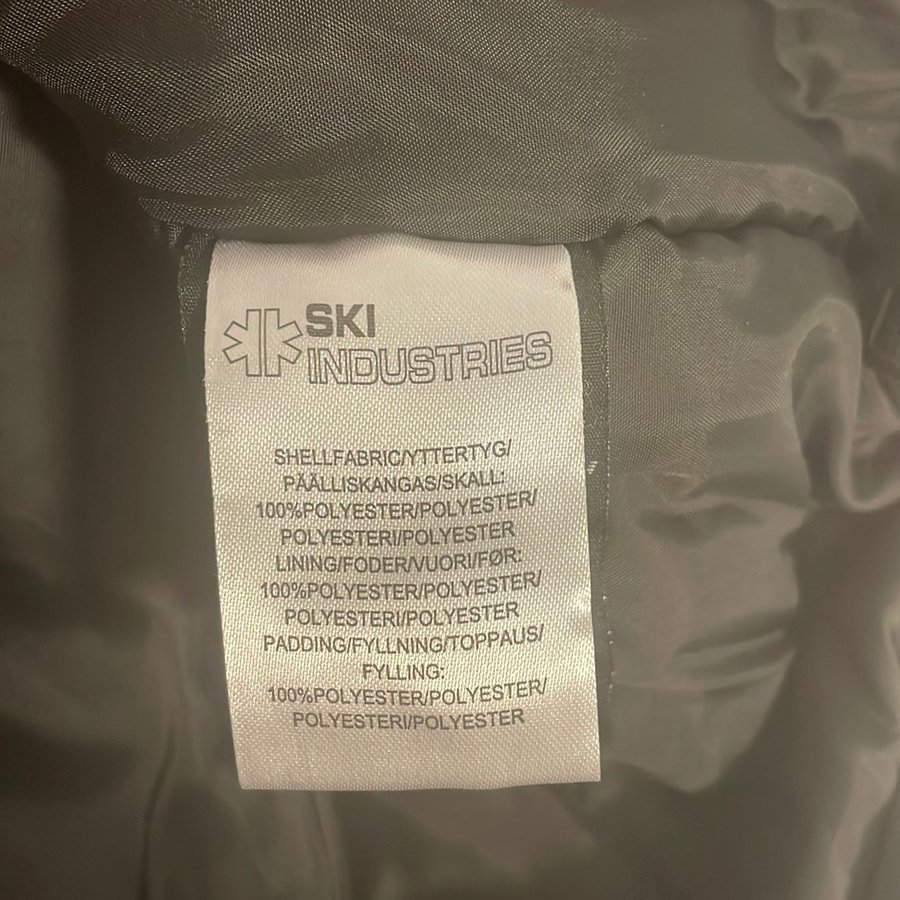 SKI
INDUSTRIES
SHELLFABRIC/YTTERTYG/
PÄÄLLISKANGAS/SKALL:
100%POLYESTER/POLYESTER/
POLYESTERI/POLYESTER
LINING/FODER/VUORI/FØR:
100%POLYESTER/POLYESTER/
POLYESTERI/POLYESTER
PADDING/FYLLNING/TOPPAUS/
FYLLING:
100%POLYESTER/POLYESTER/
POLYESTERI/POLYESTER